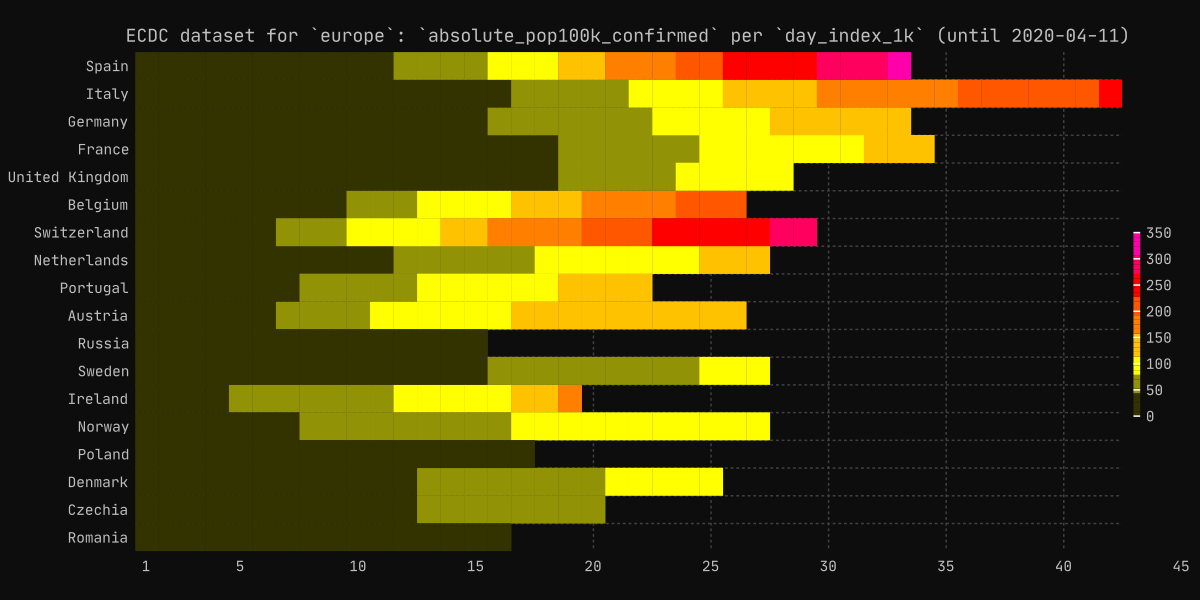 ECDC dataset for `europe`: `absolute_pop100k_confirmed` per `day_index_1k` (until 2020-04-11)
Spain
Italy
Germany
France
United Kingdom
Belgium
Switzerland
Netherlands
Portugal
Austria
Russia
Sweden
Ireland
Norway
Poland
Denmark
Czechia
Romania
350
300
250
200
150
100
50
0
1 5 10 15 20 25 30 35 40 45